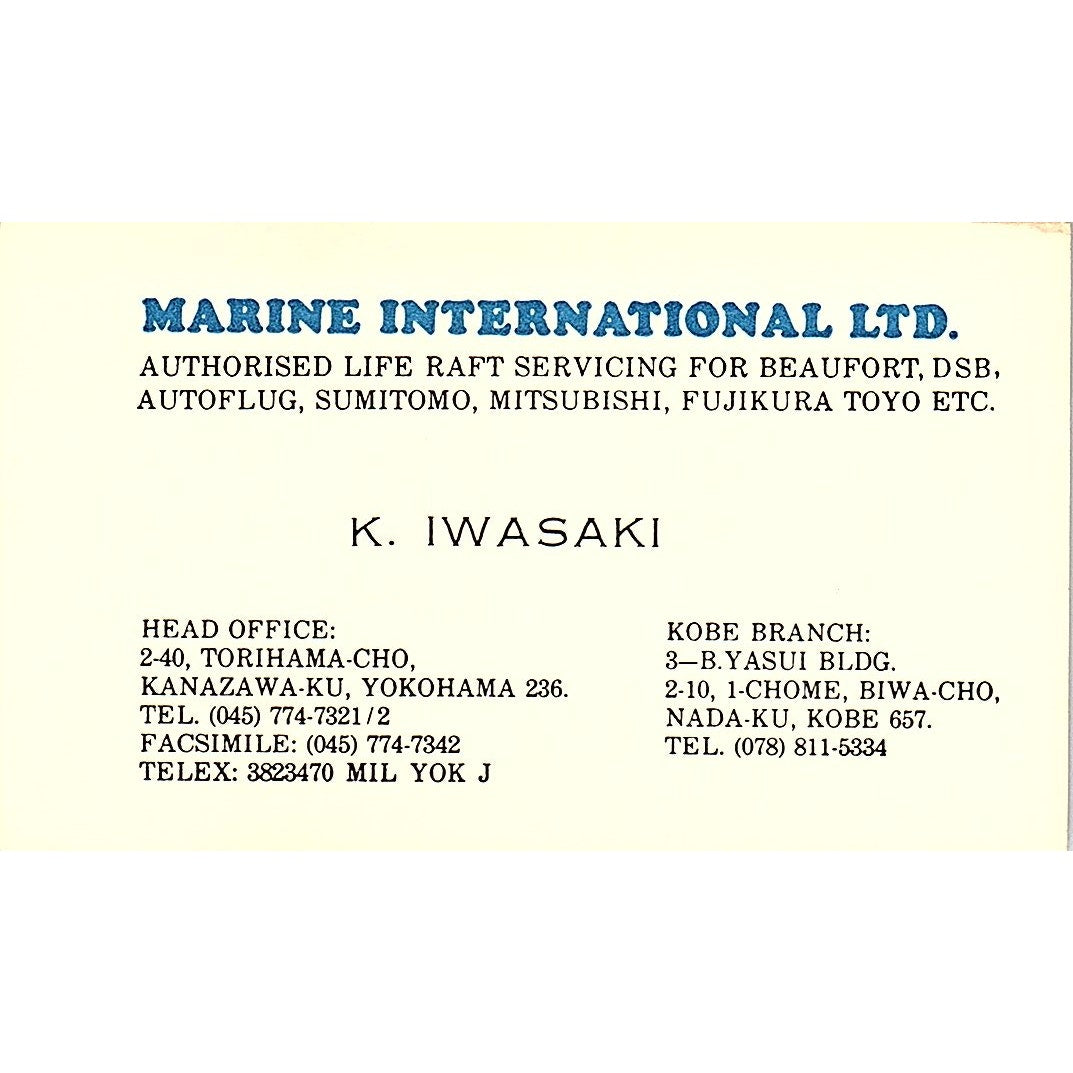 MARINE INTERNATIONAL LTD.
AUTHORISED LIFE RAFT SERVICING FOR BEAUFORT, DSB,
AUTOFLUG, SUMITOMO, MITSUBISHI, FUJIKURA TOYO ETC.
K. IWASAKI
HEAD OFFICE:
2-40, TORIHAMA-CHO,
KANAZAWA-KU, YOKOHAMA 236.
TEL. (045) 774-7321/2
FACSIMILE: (045) 774-7342
TELEX: 3823470 MIL YOK J
KOBE BRANCH:
3—B.YASUI BLDG.
2-10, 1-CHOME, BIWA-CHO,
NADA-KU, KOBE 657.
TEL. (078) 811-5334